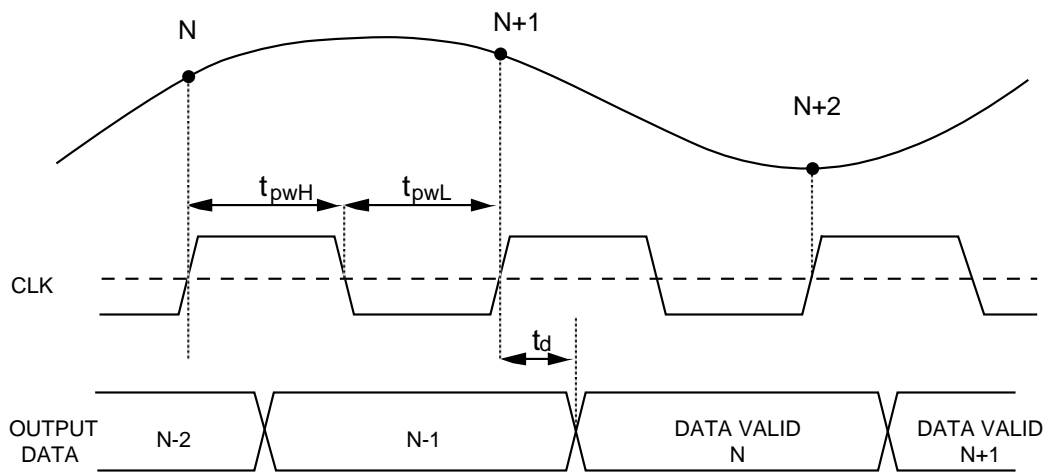 N
N+1
N+2
tpwH
tpwL
CLK
td
OUTPUT
DATA
N-2
N-1
DATA VALID
N
DATA VALID
N+1